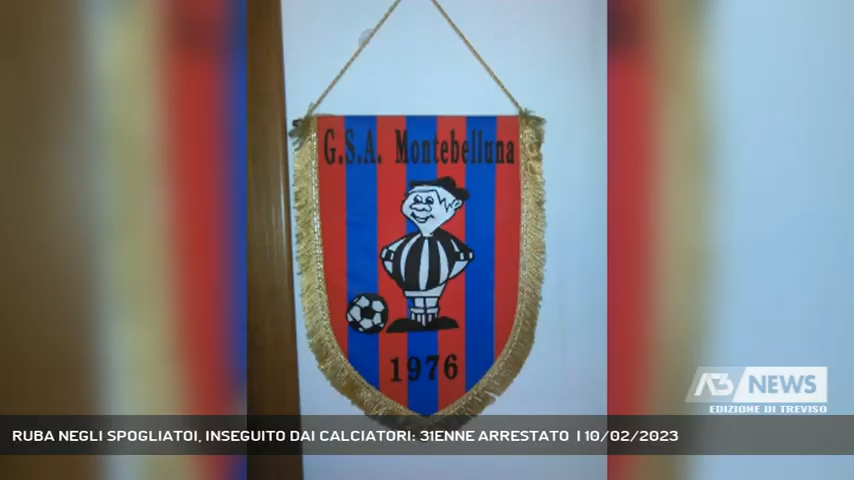 G.S.A. Montebelluna
1976
A3 NEWS
EDIZIONE DI TREVISO
RUBA NEGLI SPOGLIATOI, INSEGUITO DAI CALCIATORI: 31ENNE ARRESTATO | 10/02/2023